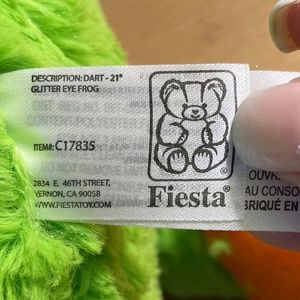 DESCRIPTION: DART - 21"
GLITTER EYE FROG
ITEM#: C17835
2834 E. 46TH STREET,
VERNON, CA 90058
WWW.FIESTATOY.COM
Fiesta®
OUVRE
AU CONSO
BRIQUÉ EN